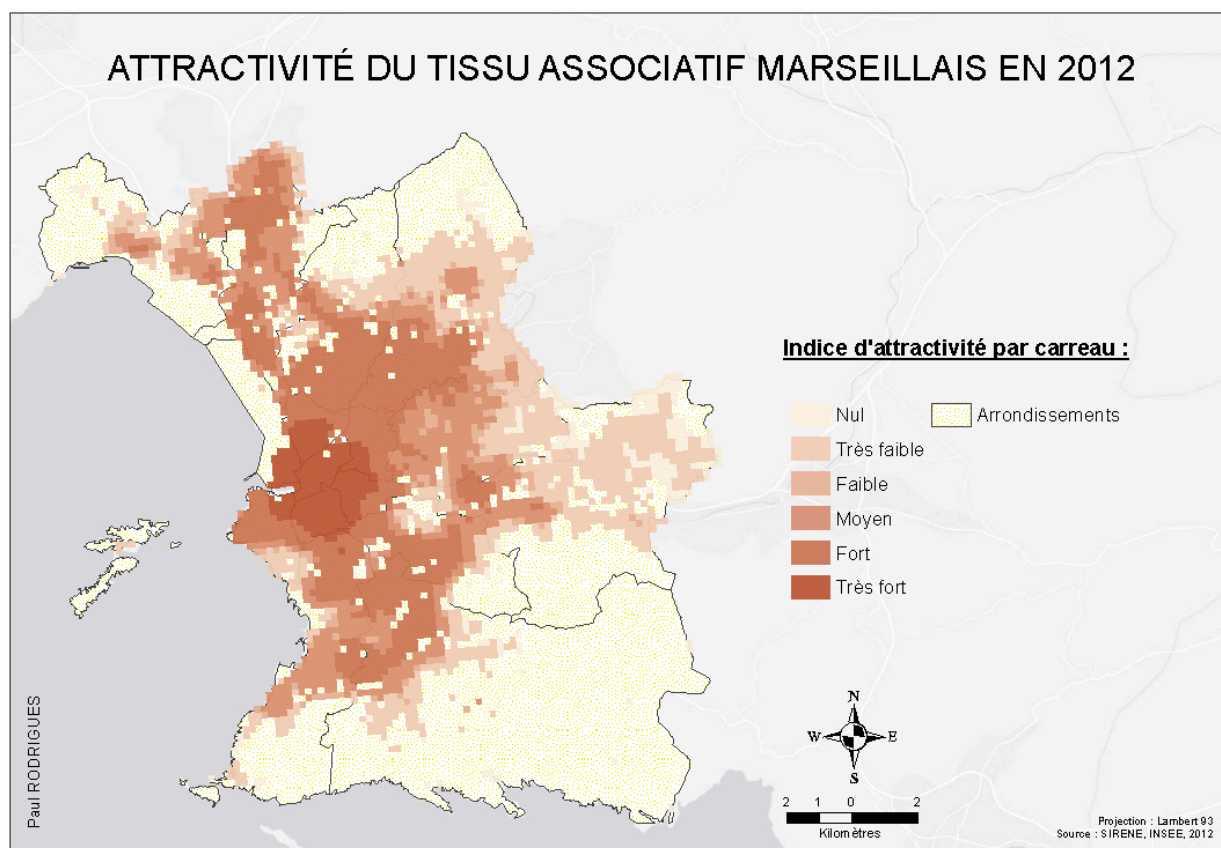 ATTRACTIVITÉ DU TISSU ASSOCIATIF MARSEILLAIS EN 2012
Indice d'attractivité par carreau :
Nul
Arrondissements
Très faible
Faible
Moyen
Fort
Très fort
N
W
E
S
2 1 0 2
Kilomètres
Projection : Lambert 93
Source : SIRENE, INSEE, 2012
Paul RODRIGUES